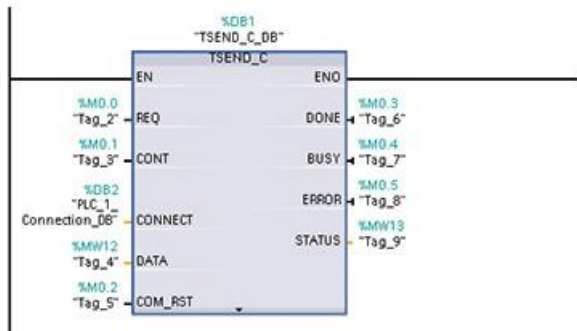 %DB1
"TSEND_C_DB"
TSEND_C
EN ENO
%M0.0
"Tag_2" REQ
%M0.1
"Tag_3" CONT
%DB2
"PLC_1_
Connection_DB" CONNECT
%MW12
"Tag_4" DATA
%M0.2
"Tag_5" COM_RST
%M0.3
DONE "Tag_6"
%M0.4
BUSY "Tag_7"
%M0.5
ERROR "Tag_8"
%MW13
STATUS "Tag_9"